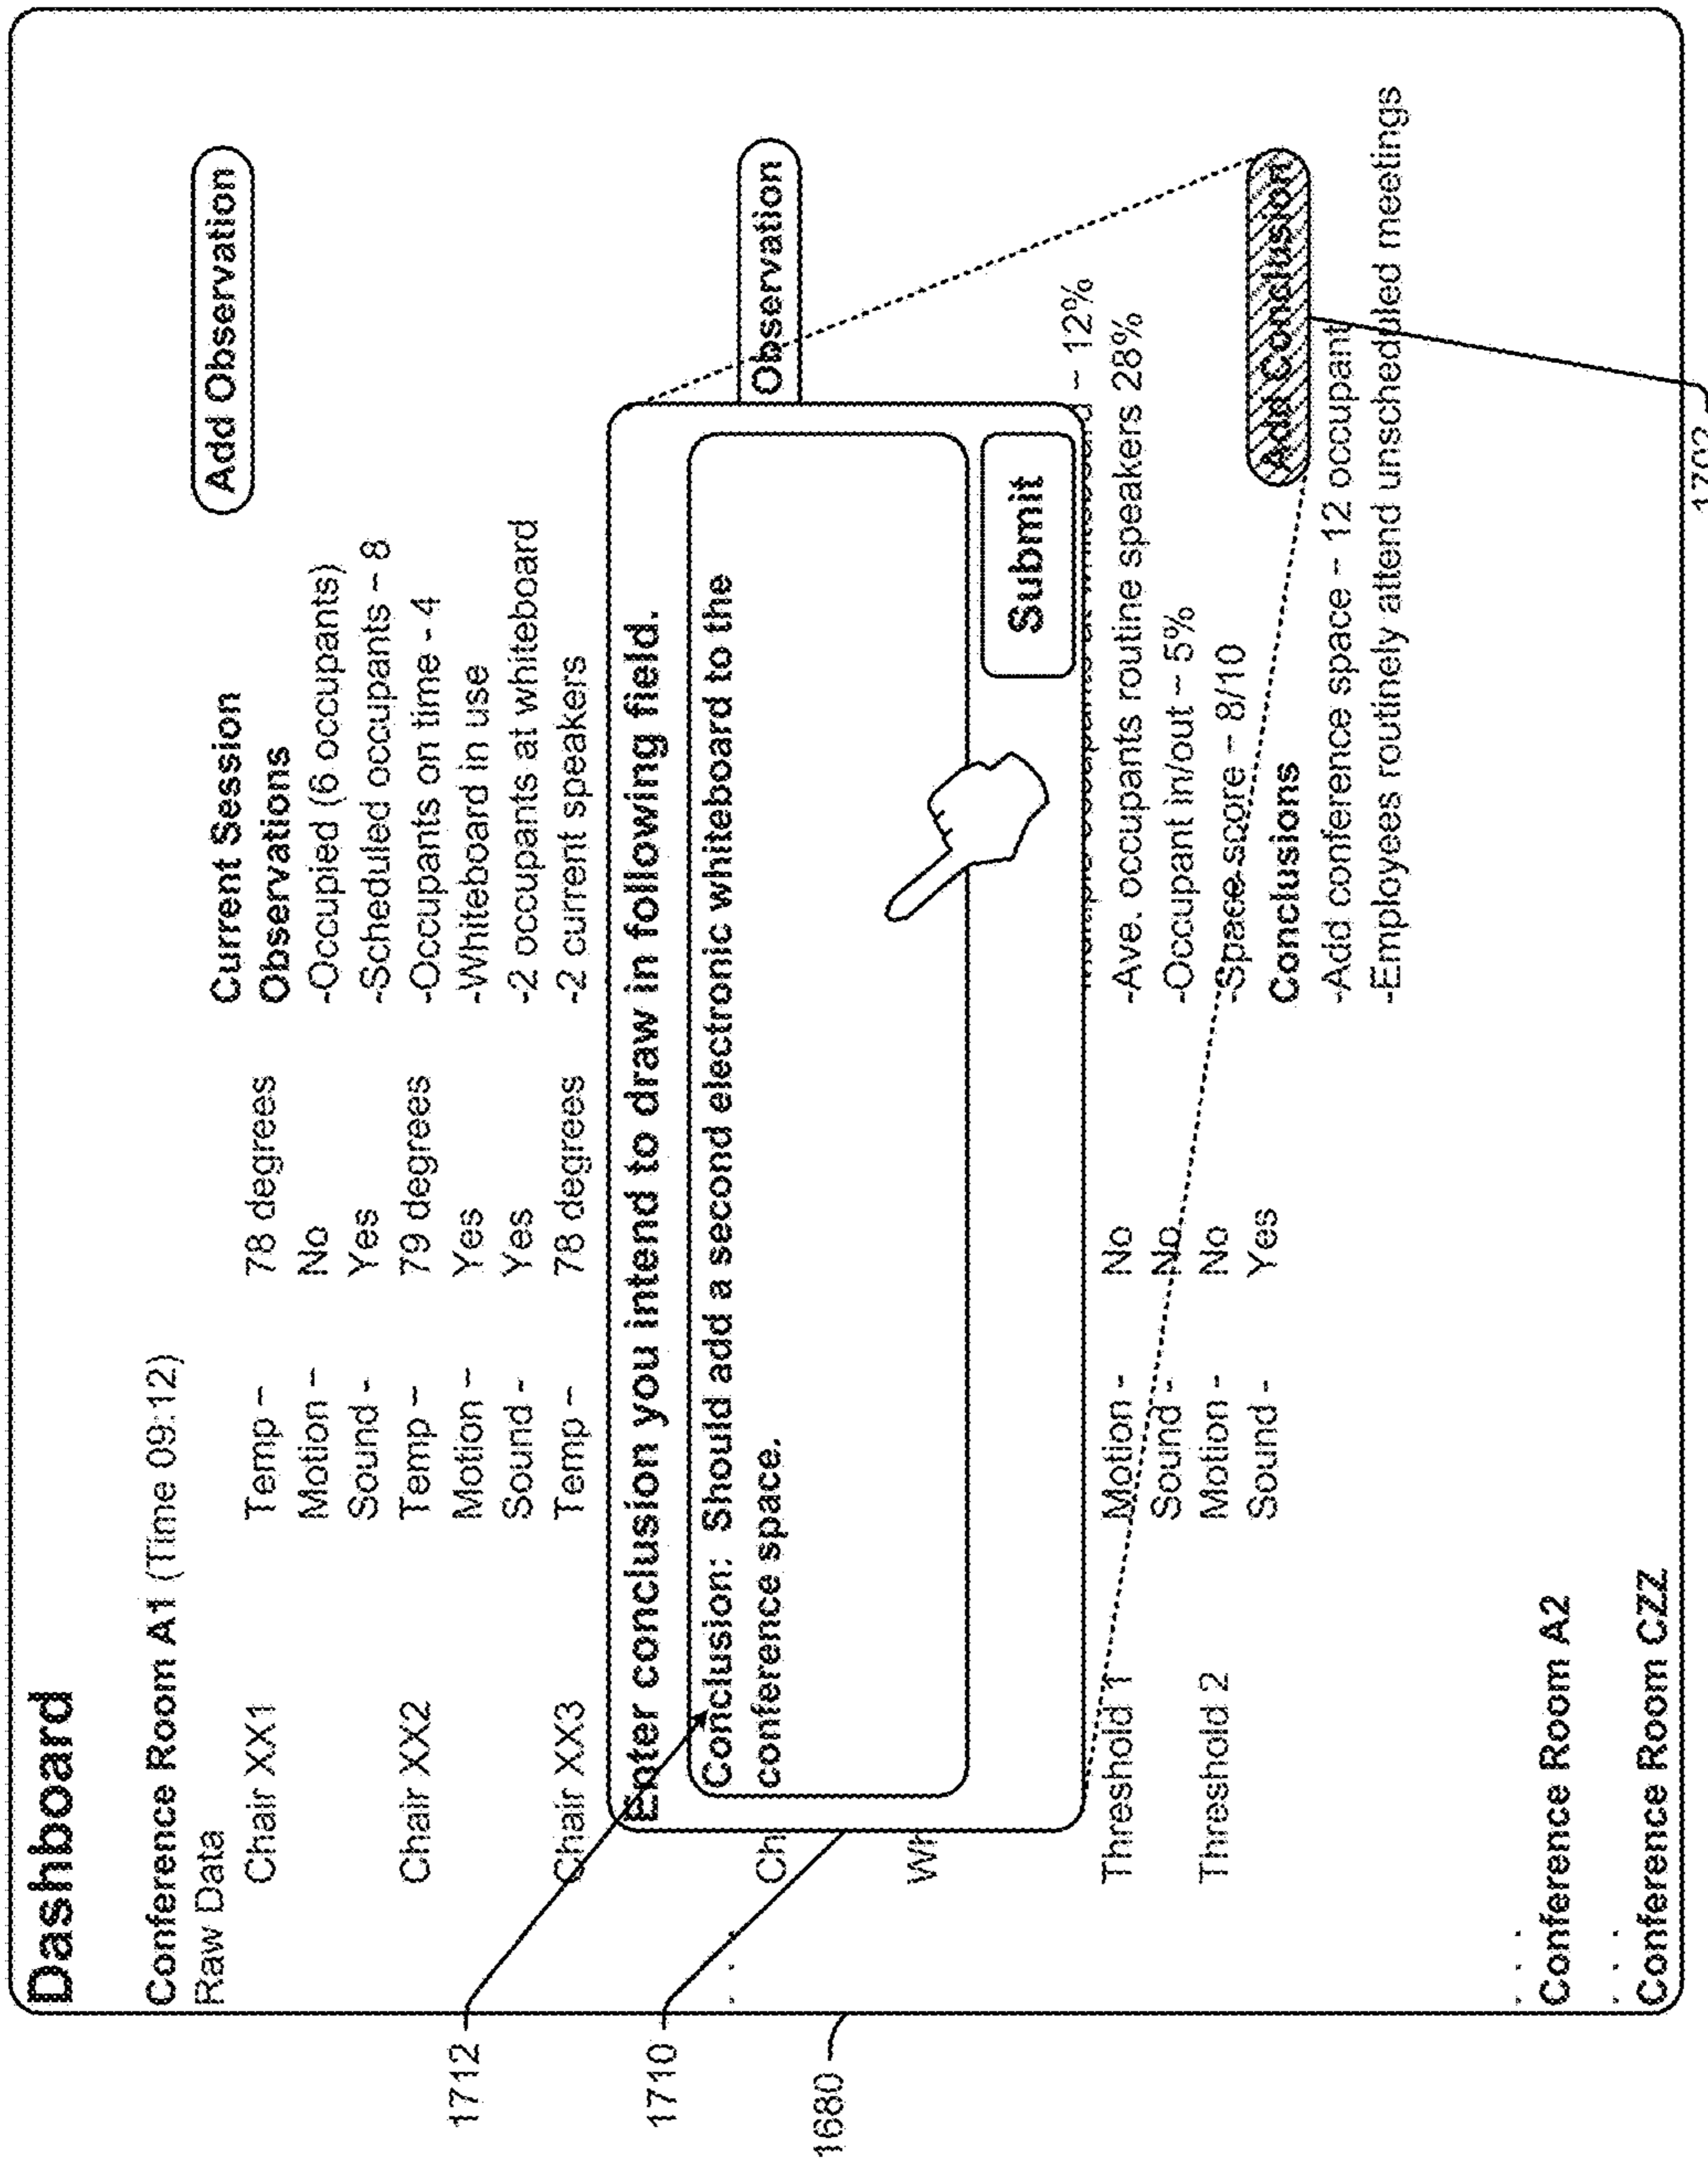 Dashboard
Conference Room A1 (Time 09:12)
Raw Data
Chair XX1 Temp – 78 degrees
Motion – No
Sound - Yes
Chair XX2 Temp – 79 degrees
Motion – Yes
Sound - Yes
Chair XX3 Temp – 78 degrees
Current Session
Observations
-Occupied (6 occupants)
-Scheduled occupants – 8
-Occupants on time - 4
-Whiteboard in use
-2 occupants at whiteboard
-2 current speakers
Add Observation
Enter conclusion you intend to draw in following field.
Conclusion: Should add a second electronic whiteboard to the
conference space.
Submit
Observation
Ch
Wh
– 12%
-Ave. occupants routine speakers 28%
-Occupant in/out – 5%
-Space score – 8/10
Conclusions
Add Conclusion
-Add conference space – 12 occupant
-Employees routinely attend unscheduled meetings
Threshold 1 Motion - No
Sound - No
Threshold 2 Motion - No
Sound - Yes
. . .
Conference Room A2
. . .
Conference Room CZZ
1712
1710
1680
1702